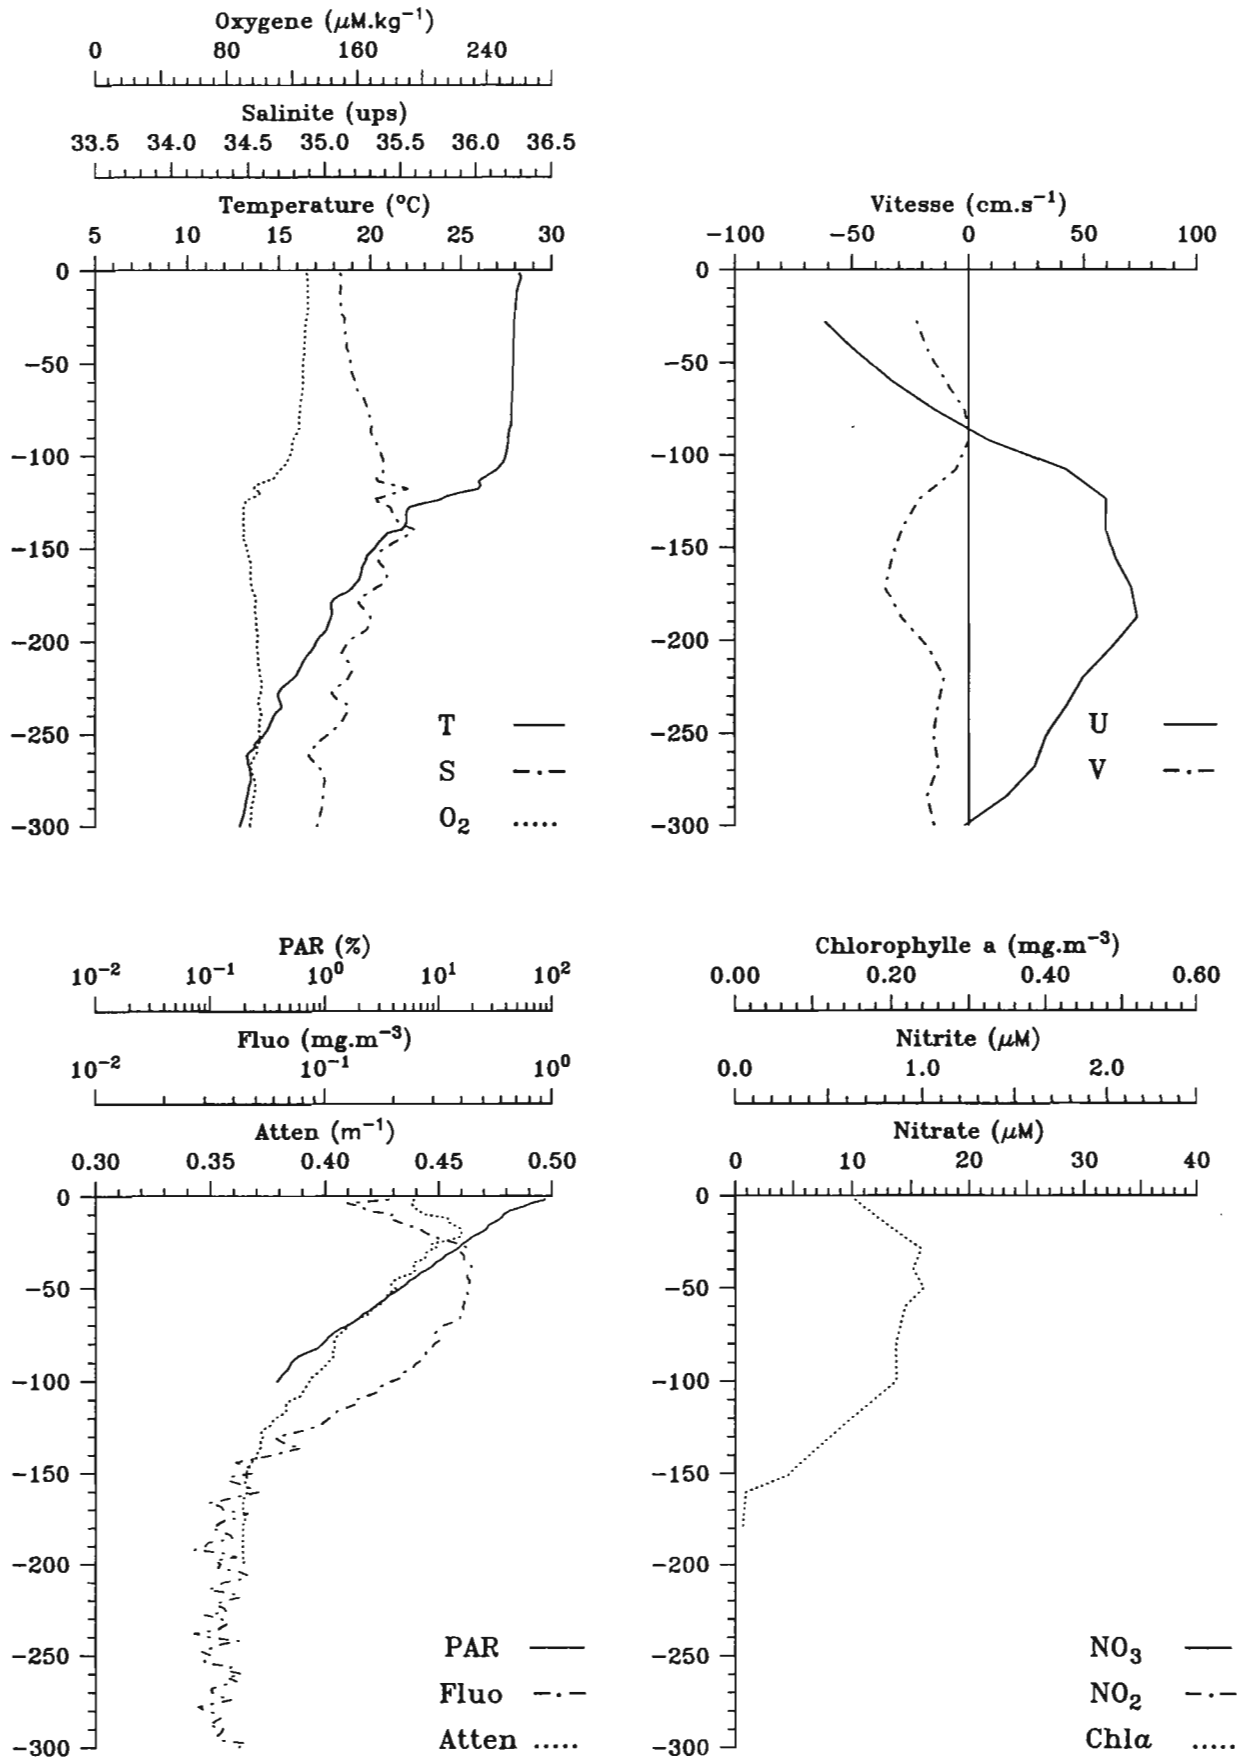 Oxygene (μM.kg⁻¹)
0 80 160 240
Salinite (ups)
33.5 34.0 34.5 35.0 35.5 36.0 36.5
Temperature (°C)
5 10 15 20 25 30
0
−50
−100
−150
−200
−250
−300
T
S
O₂
Vitesse (cm.s⁻¹)
−100 −50 0 50 100
0
−50
−100
−150
−200
−250
−300
U
V
PAR (%)
10⁻² 10⁻¹ 10⁰ 10¹ 10²
Fluo (mg.m⁻³)
10⁻² 10⁻¹ 10⁰
Atten (m⁻¹)
0.30 0.35 0.40 0.45 0.50
0
−50
−100
−150
−200
−250
−300
PAR
Fluo
Atten
Chlorophylle a (mg.m⁻³)
0.00 0.20 0.40 0.60
Nitrite (μM)
0.0 1.0 2.0
Nitrate (μM)
0 10 20 30 40
0
−50
−100
−150
−200
−250
−300
NO₃
NO₂
Chlα